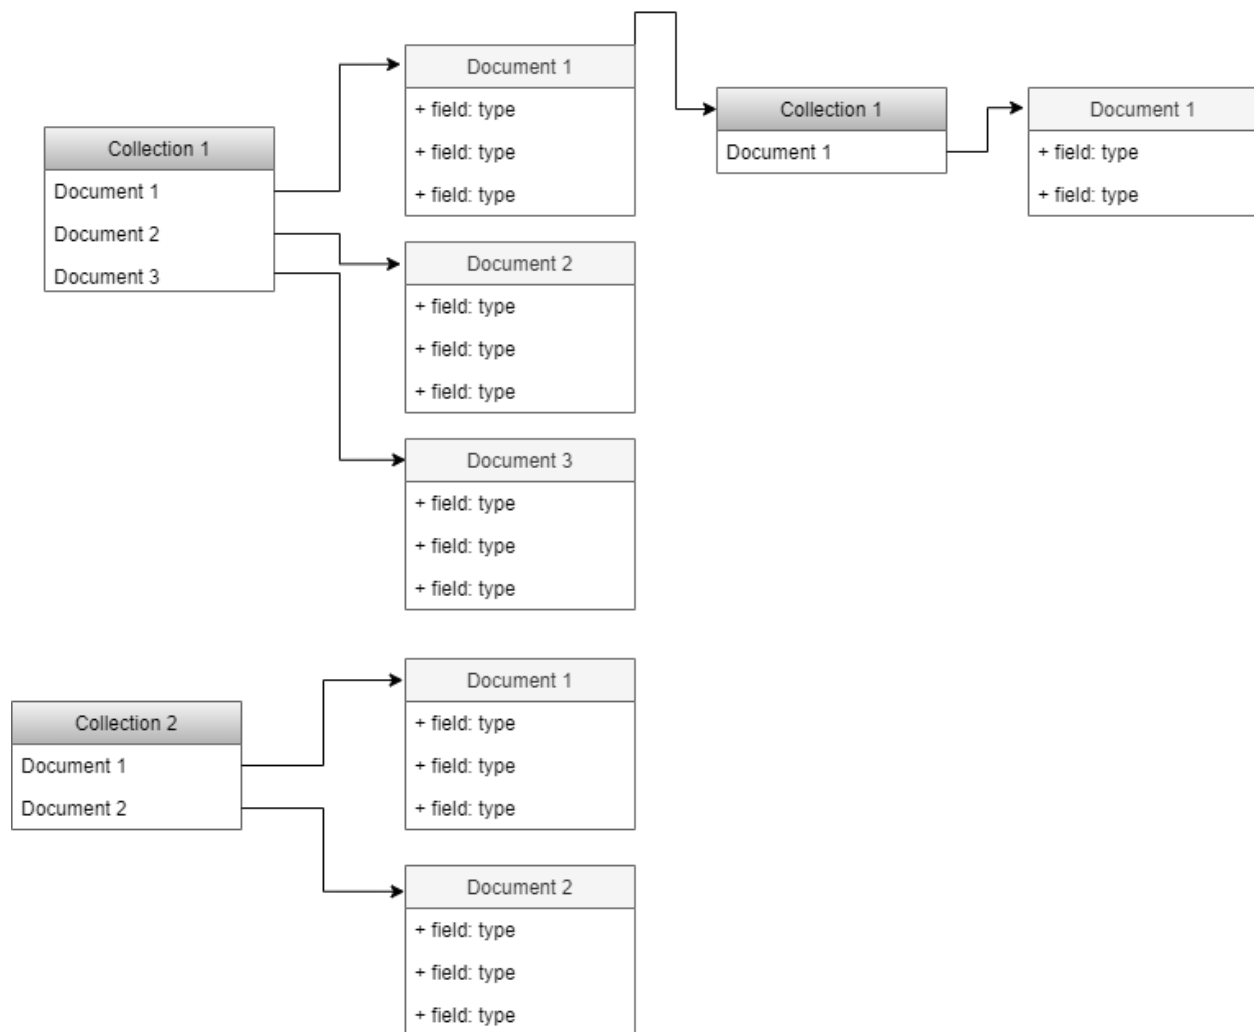 Collection 1
Document 1
Document 2
Document 3
Document 1
+ field: type
+ field: type
+ field: type
Collection 1
Document 1
Document 1
+ field: type
+ field: type
Document 2
+ field: type
+ field: type
+ field: type
Document 3
+ field: type
+ field: type
+ field: type
Collection 2
Document 1
Document 2
Document 1
+ field: type
+ field: type
+ field: type
Document 2
+ field: type
+ field: type
+ field: type